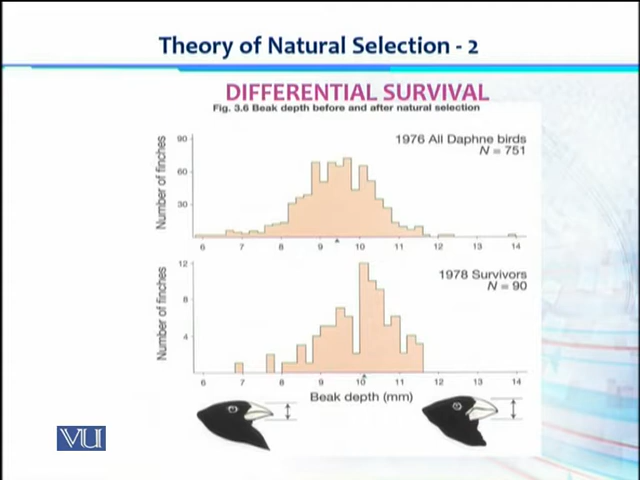 Theory of Natural Selection - 2
DIFFERENTIAL SURVIVAL
Fig. 3.6 Beak depth before and after natural selection
1976 All Daphne birds
N = 751
Number of finches
90
60
30
6 7 8 9 10 11 12 13 14
1978 Survivors
N = 90
Number of finches
12
8
4
6 7 8 9 10 11 12 13 14
Beak depth (mm)
VU